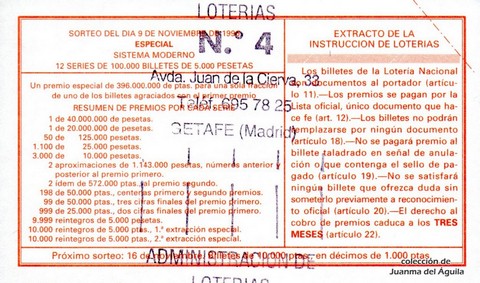 LOTERIAS
N.º 4
Avda. Juan de la Cierva, 33
Teléf. 695 78 25
GETAFE (Madrid)
ADMINISTRACION DE
LOTERIAS
SORTEO DEL DIA 9 DE NOVIEMBRE DE
ESPECIAL
SISTEMA MODERNO
12 SERIES DE 100.000 BILLETES DE 5.000 PESETAS
Un premio especial de 396.000.000 de ptas. para una sola fracción
de uno de los billetes agraciados con el primer premio
RESUMEN DE PREMIOS POR CADA SERIE
1 de 40.000.000 de pesetas.
1 de 20.000.000 de pesetas.
50 de 125.000 pesetas.
1.100 de 25.000 pesetas.
3.000 de 10.000 pesetas.
2 aproximaciones de 1.143.000 pesetas, números anterior y
posterior al primer premio.
2 ídem de 572.000 ptas. al segundo premio.
198 de 50.000 ptas., centenas primero y segundo premios.
99 de 50.000 ptas., tres cifras finales del primer premio.
999 de 25.000 ptas., dos cifras finales del primer premio.
9.999 reintegros de 5.000 pesetas.
10.000 reintegros de 5.000 ptas., 1.ª extracción especial.
10.000 reintegros de 5.000 ptas., 2.ª extracción especial.
EXTRACTO DE LA
INSTRUCCION DE LOTERIAS
Los billetes de la Lotería Nacional
son documentos al portador (artícu-
lo 11).—Los premios se pagan por la
Lista oficial, único documento que ha-
ce fe (art. 12).—Los billetes no podrán
remplazarse por ningún documento
(artículo 18).—No se pagará premio al
billete taladrado en señal de anula-
ción o que contenga el sello de pa-
gado (artículo 19).—No se satisfará
ningún billete que ofrezca duda sin
someterlo previamente a reconocimien-
to oficial (artículo 20).—El derecho al
cobro de premios caduca a los TRES
MESES (artículo 22).
Próximo sorteo: 16 de noviembre. Billetes de 10.000 ptas., en décimos de 1.000 ptas.
colección de
Juanma del Águila